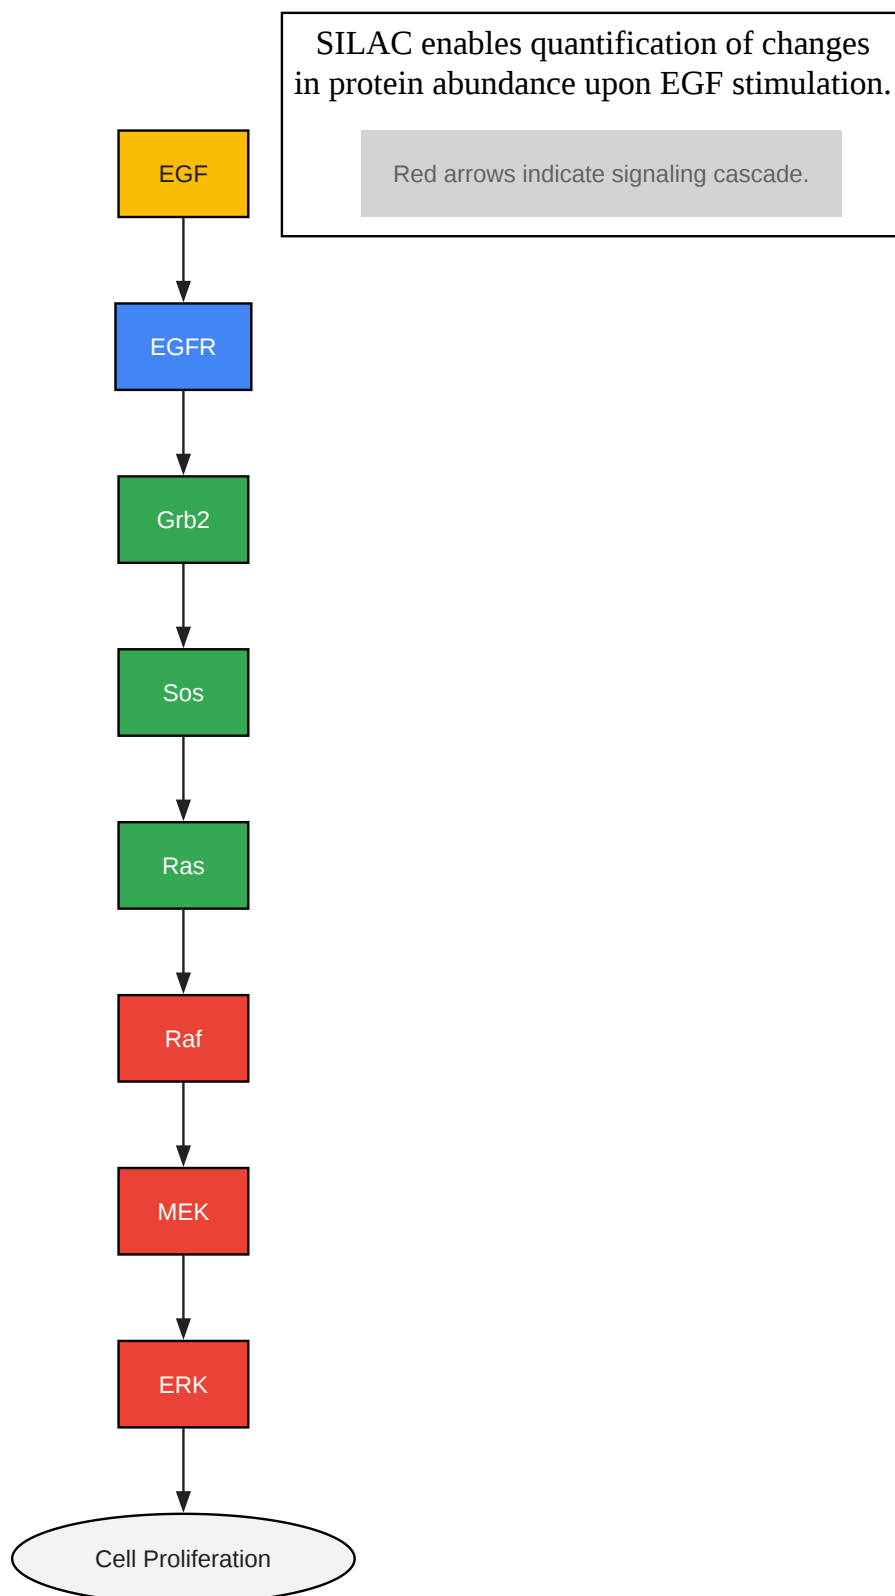 SILAC enables quantification of changes
in protein abundance upon EGF stimulation.
Red arrows indicate signaling cascade.
EGF
EGFR
Grb2
Sos
Ras
Raf
MEK
ERK
Cell Proliferation